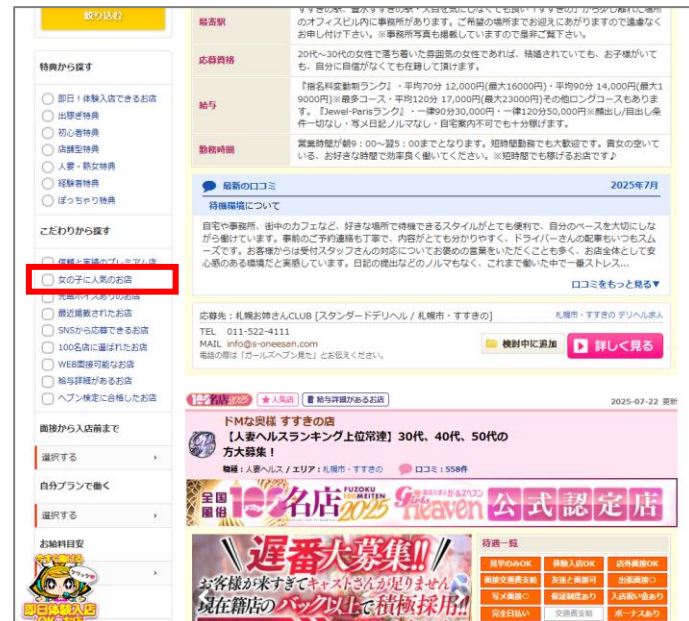 絞り込む
特典から探す
即日！体験入店できるお店
出稼ぎ特典
初心者特典
店舗型特典
人妻・熟女特典
経験者特典
ぽっちゃり特典
こだわりから探す
信頼と実績のプレミアム店
女の子に人気のお店
先輩ボイスありのお店
最近掲載されたお店
SNSから応募できるお店
100名店に選ばれたお店
WEB面接可能なお店
給与詳細があるお店
ヘブン検定に合格したお店
面接から入店前まで
選択する
自分プランで働く
選択する
お給料目安
今すぐ稼げる
即日体験入店
OKのお店
最寄駅
のオフィスビル内に事務所があります。ご希望の場所までお迎えにあがりますので遠慮なく
お申し付け下さい。※事務所写真も掲載していますので是非ご覧下さい。
応募資格
20代～30代の女性で落ち着いた雰囲気の女性であれば、結婚されていても、お子様がいて
も、自分に自信がなくても在籍して頂けます。
給与
『指名料変動制ランク』・平均70分 12,000円(最大16000円)・平均90分 14,000円(最大1
9000円)※最多コース・平均120分 17,000円(最大23000円)その他ロングコースもありま
す。『Jewel-Parisランク』・一律90分30,000円・一律120分50,000円※顔出し/目出し条
件一切なし・写メ日記ノルマなし・自宅案内不可でも十分稼げます。
勤務時間
営業時間が朝9：00～翌5：00までとなります。短時間勤務でも大歓迎です。貴女の空いて
いる、お好きな時間で効率良く働いてください。※短時間でも稼げるお店です♪
最新の口コミ 2025年7月
待機環境について
自宅や事務所、街中のカフェなど、好きな場所で待機できるスタイルがとても便利で、自分のペースを大切にしな
がら働けています。事前のご予約連絡も丁寧で、内容がとても分かりやすく、ドライバーさんの配車もいつもスム
ーズです。お客様からは受付スタッフさんの対応についてお褒めの言葉をいただくことも多く、お店全体として安
心感のある環境だと実感しています。日記の提出などのノルマもなく、これまで働いた中で一番ストレス...
口コミをもっと見る▼
応募先：札幌お姉さんCLUB [スタンダードデリヘル / 札幌市・すすきの] 札幌市・すすきの デリヘル求人
TEL 011-522-4111
MAIL info@s-oneesan.com
電話の際は「ガールズヘブン見た」とお伝えください。
検討中に追加 詳しく見る
100名店2025 ★人気店 給与詳細があるお店 2025-07-22 更新
ドMな奥様 すすきの店
【人妻ヘルスランキング上位常連】30代、40代、50代の
方大募集！
職種：人妻ヘルス / エリア：札幌市・すすきの 口コミ：558件
全国風俗 100名店 FUZOKU 100MEITEN 2025 Girls Heaven 公式認定店
遅番大募集!!
お客様が来すぎてキャストさんが足りません
現在籍店のバック以上で積極採用!!
待遇一覧
見学のみOK 体験入店OK 店外面接OK
面接交通費支給 友達と面接可 出張面接○
写メ面接○ 保証制度あり 入店祝い金あり
完全日払い 交通費支給 ボーナスあり